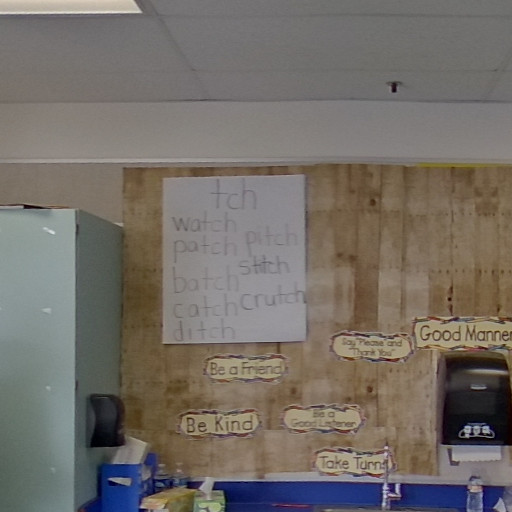 tch
watch
patch pitch
stitch
batch
catch crutch
ditch
Say "Please and
Thank You"
Good Manner
Be a Friend
Be Kind
Be a
Good Listener
Take Turns